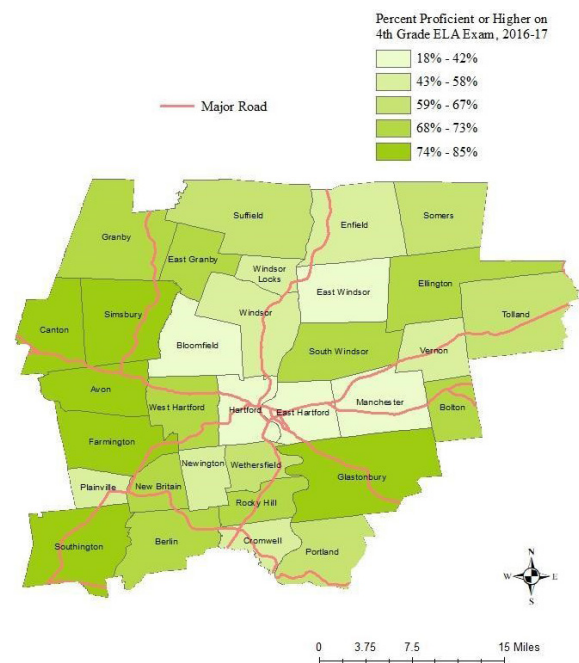 Percent Proficient or Higher on
4th Grade ELA Exam, 2016-17
18% - 42%
43% - 58%
59% - 67%
68% - 73%
74% - 85%
Major Road
Granby
Suffield
Enfield
Somers
East Granby
Windsor
Locks
East Windsor
Ellington
Canton
Simsbury
Windsor
Tolland
Bloomfield
South Windsor
Vernon
Avon
West Hartford
Hartford
East Hartford
Manchester
Bolton
Farmington
Newington
Wethersfield
Glastonbury
Plainville
New Britain
Rocky Hill
Southington
Berlin
Cromwell
Portland
N
W
E
S
0 3.75 7.5 15 Miles